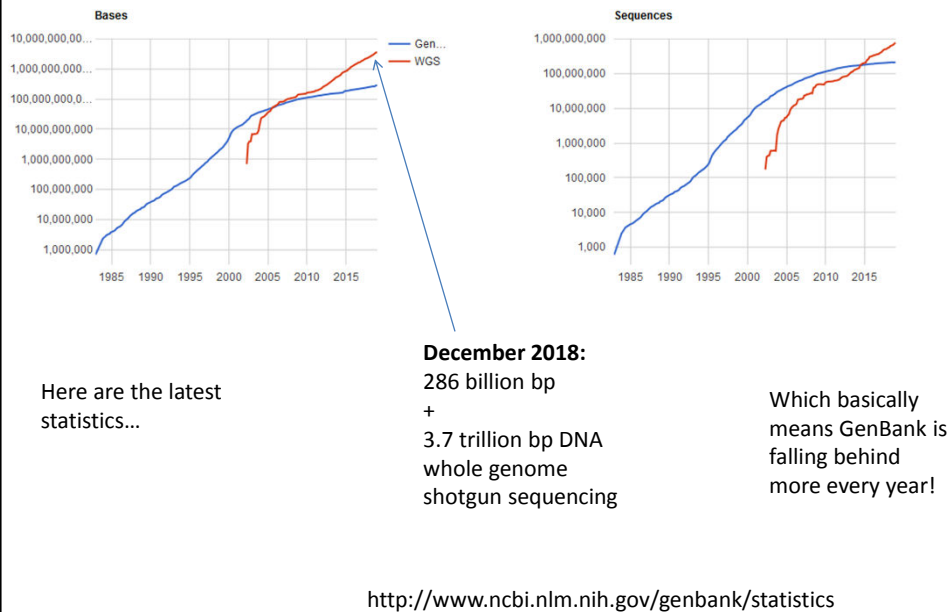 Bases
10,000,000,00...
1,000,000,000...
100,000,000,0...
10,000,000,000
1,000,000,000
100,000,000
10,000,000
1,000,000
1985 1990 1995 2000 2005 2010 2015
Gen...
WGS
Sequences
1,000,000,000
100,000,000
10,000,000
1,000,000
100,000
10,000
1,000
1985 1990 1995 2000 2005 2010 2015
Here are the latest
statistics...
December 2018:
286 billion bp
+
3.7 trillion bp DNA
whole genome
shotgun sequencing
Which basically
means GenBank is
falling behind
more every year!
http://www.ncbi.nlm.nih.gov/genbank/statistics